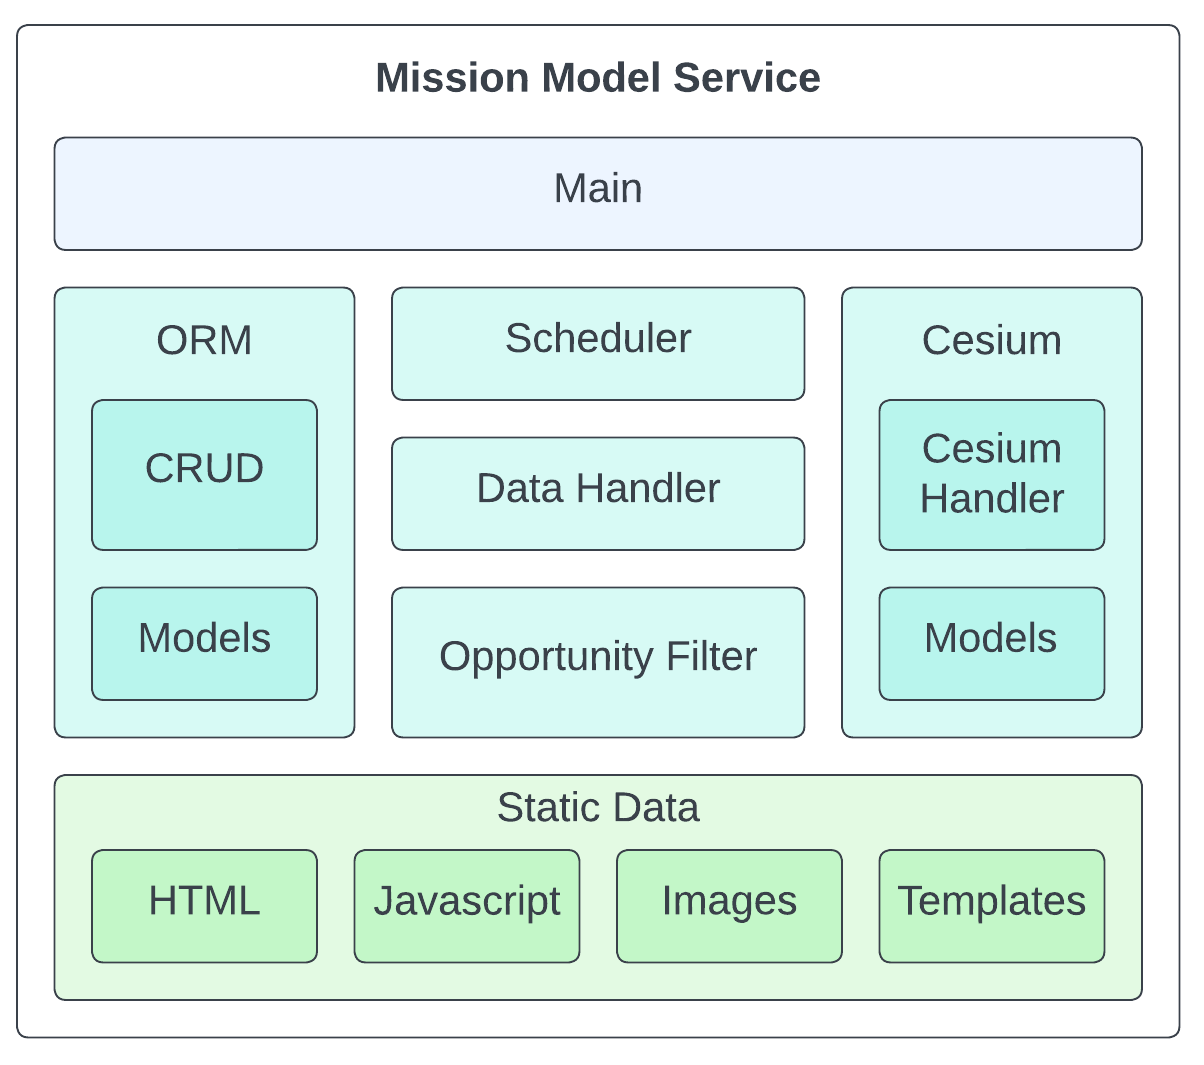 Mission Model Service
Main
ORM
CRUD
Models
Scheduler
Data Handler
Opportunity Filter
Cesium
Cesium
Handler
Models
Static Data
HTML
Javascript
Images
Templates